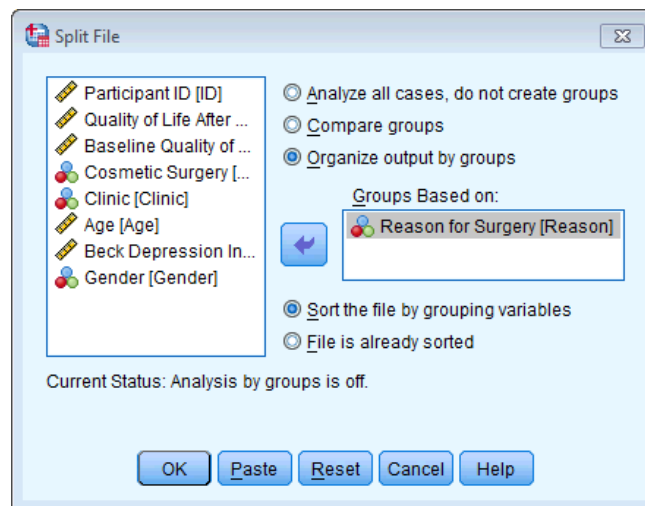 Split File
Participant ID [ID]
Quality of Life After ...
Baseline Quality of ...
Cosmetic Surgery [...
Clinic [Clinic]
Age [Age]
Beck Depression In...
Gender [Gender]
Analyze all cases, do not create groups
Compare groups
Organize output by groups
Groups Based on:
Reason for Surgery [Reason]
Sort the file by grouping variables
File is already sorted
Current Status: Analysis by groups is off.
OK Paste Reset Cancel Help